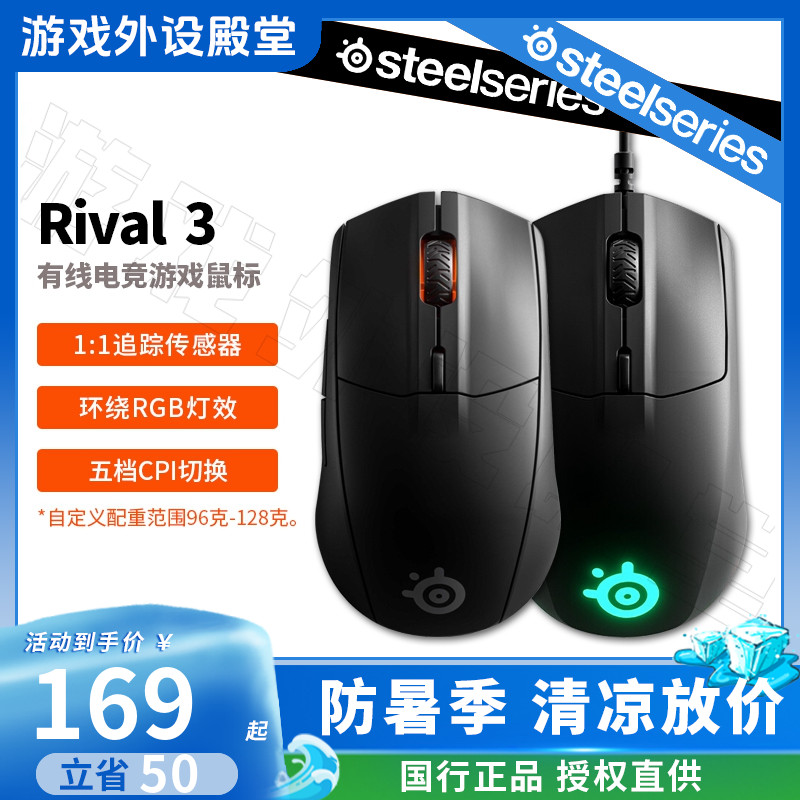 游戏外设殿堂
steelseries
steelseries
Rival 3
有线电竞游戏鼠标
1:1追踪传感器
环绕RGB灯效
五档CPI切换
*自定义配重范围96克-128克。
活动到手价 ¥
169 起
立省 50
防暑季 清凉放价
国行正品 授权直供